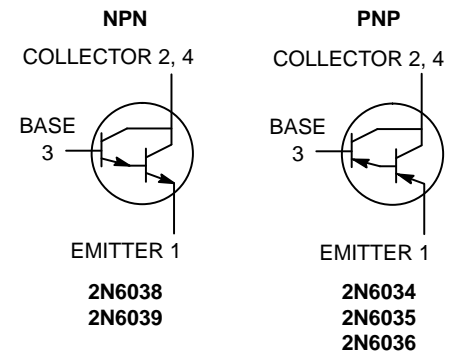 NPN
COLLECTOR 2, 4
BASE
3
EMITTER 1
2N6038
2N6039
PNP
COLLECTOR 2, 4
BASE
3
EMITTER 1
2N6034
2N6035
2N6036